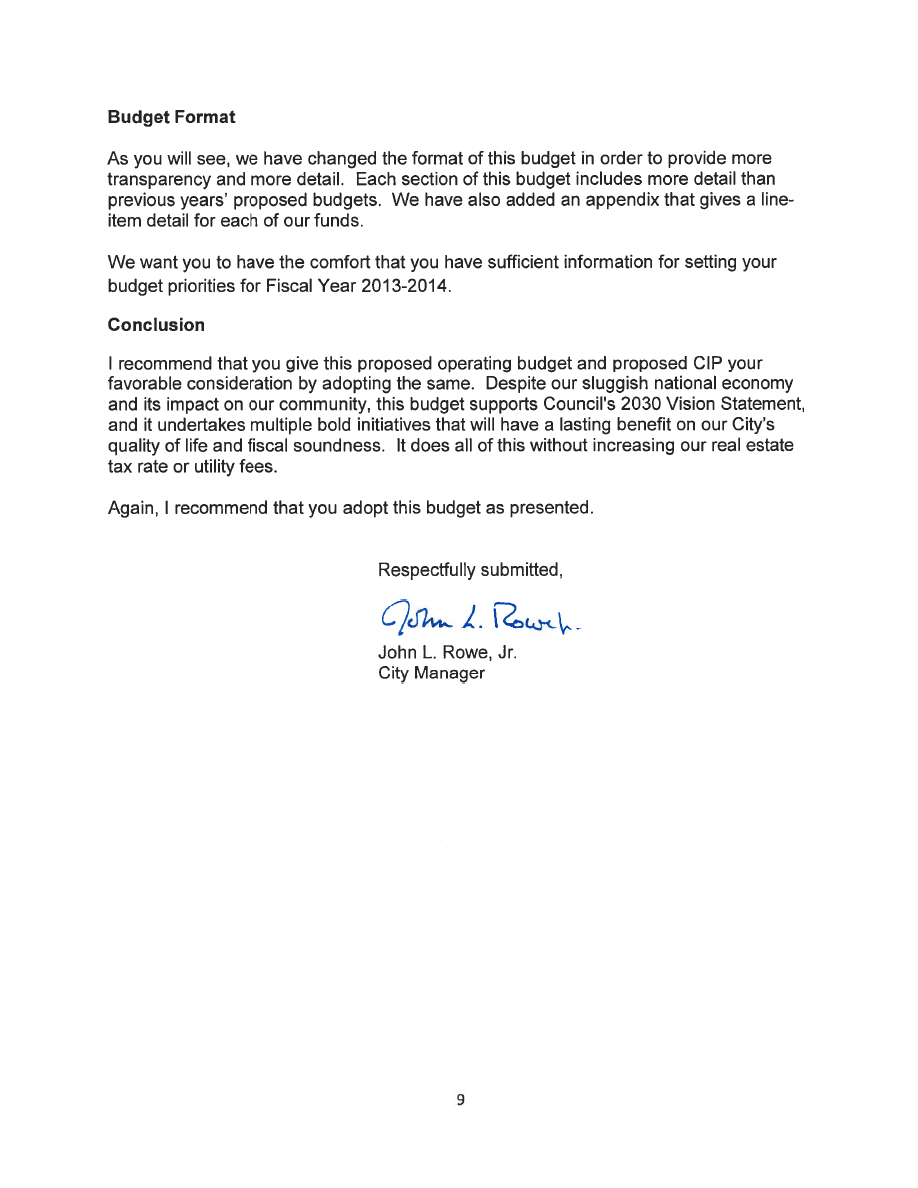 Budget Format
As you will see, we have changed the format of this budget in order to provide more
transparency and more detail.  Each section of this budget includes more detail than
previous years' proposed budgets.  We have also added an appendix that gives a line-
item detail for each of our funds.
We want you to have the comfort that you have sufficient information for setting your
budget priorities for Fiscal Year 2013-2014.
Conclusion
I recommend that you give this proposed operating budget and proposed CIP your
favorable consideration by adopting the same.  Despite our sluggish national economy
and its impact on our community, this budget supports Council's 2030 Vision Statement,
and it undertakes multiple bold initiatives that will have a lasting benefit on our City's
quality of life and fiscal soundness.  It does all of this without increasing our real estate
tax rate or utility fees.
Again, I recommend that you adopt this budget as presented.
Respectfully submitted,
John L. Rowe Jr.
John L. Rowe, Jr.
City Manager
9